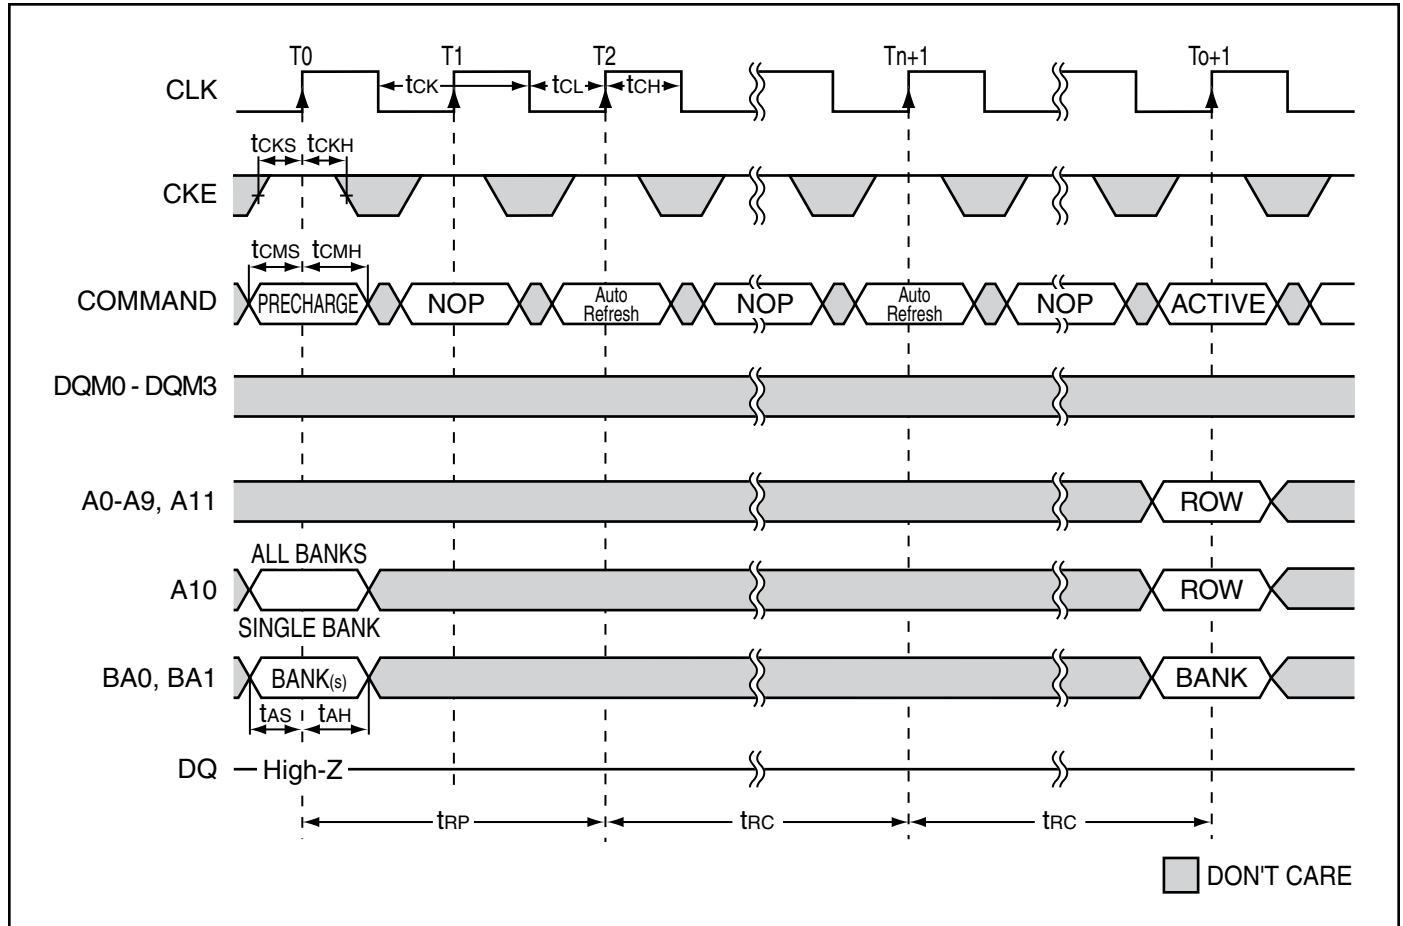 T0 T1 T2 Tn+1 To+1
CLK tCK tCL tCH
tCKS tCKH
CKE
tCMS tCMH
COMMAND PRECHARGE NOP Auto Refresh NOP Auto Refresh NOP ACTIVE
DQM0 - DQM3
A0-A9, A11 ROW
ALL BANKS
A10 ROW
SINGLE BANK
BA0, BA1 BANK(s) BANK
tAS tAH
DQ High-Z
tRP tRC tRC
DON'T CARE